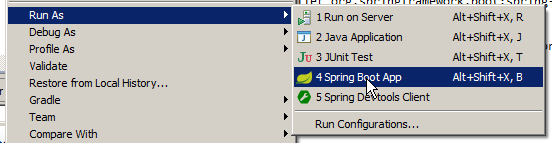 Run As
Debug As
Profile As
Validate
Restore from Local History...
Gradle
Team
Compare With
1 Run on Server Alt+Shift+X, R
2 Java Application Alt+Shift+X, J
3 JUnit Test Alt+Shift+X, T
4 Spring Boot App Alt+Shift+X, B
5 Spring Devtools Client
Run Configurations...